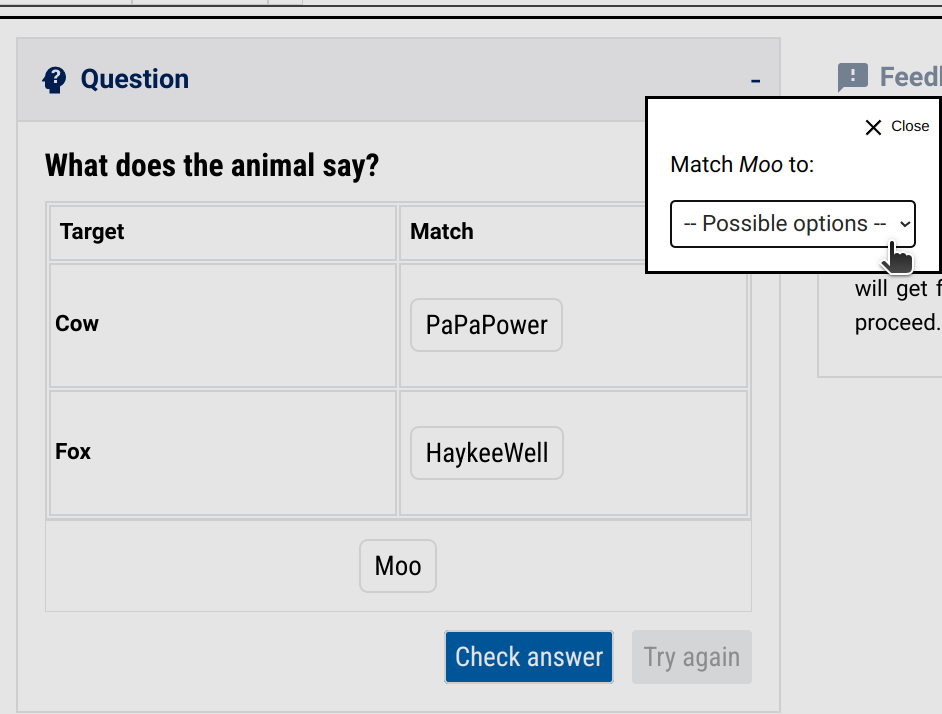 Question
-
Feed
Close
Match Moo to:
-- Possible options --
What does the animal say?
Target
Match
Cow
PaPaPower
will get f
proceed.
Fox
HaykeeWell
Moo
Check answer
Try again